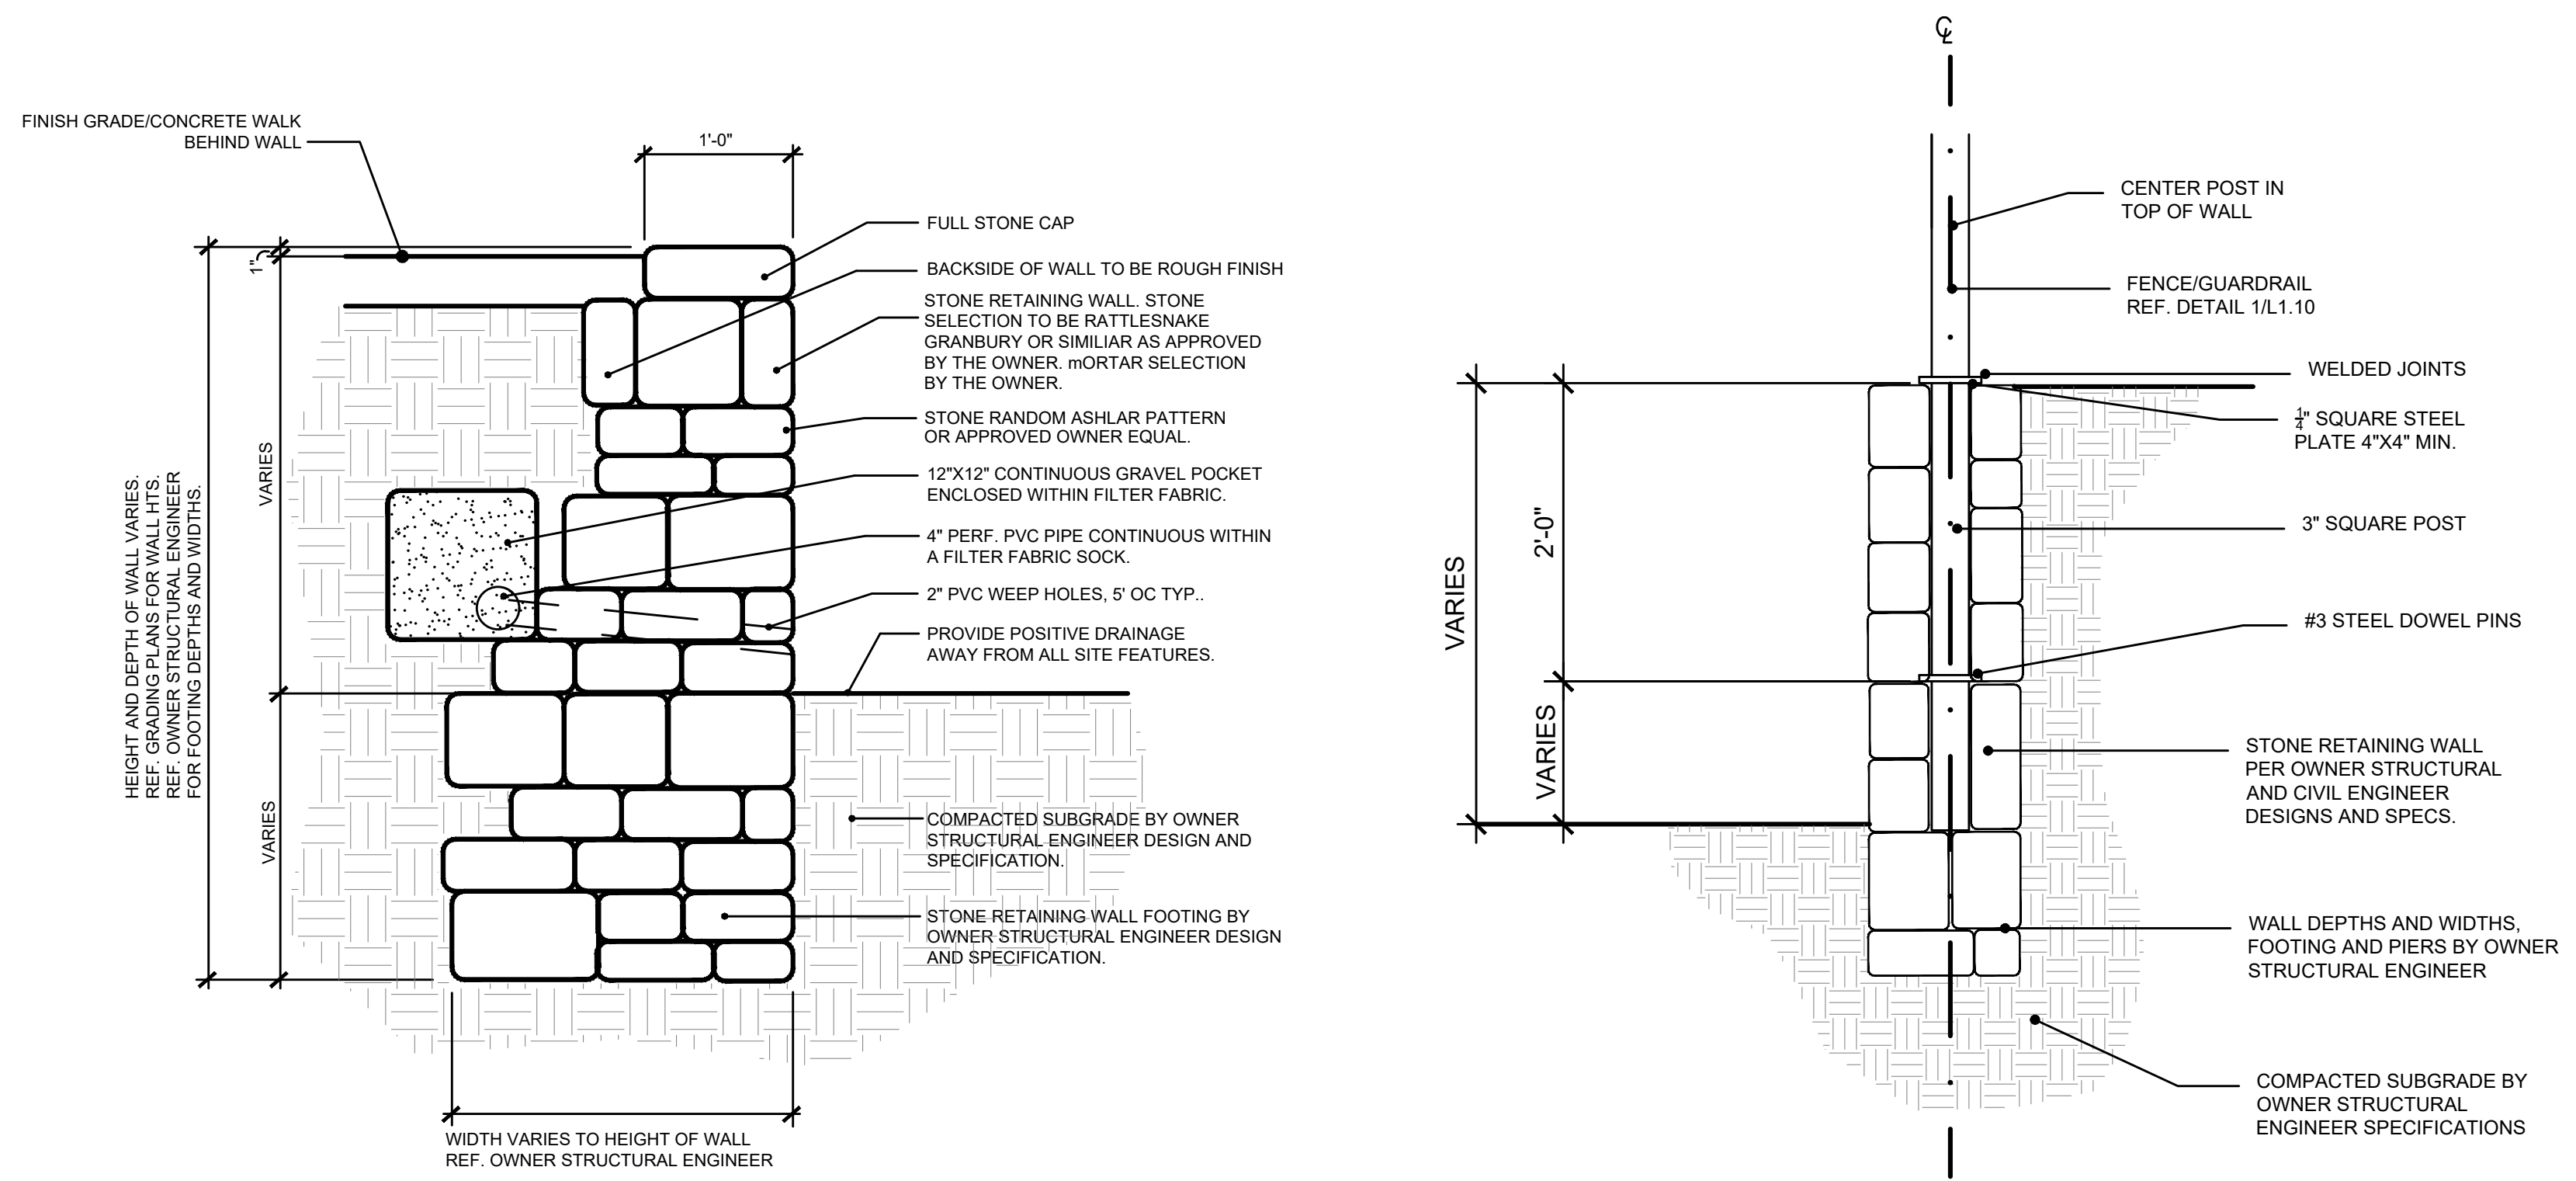 FINISH GRADE/CONCRETE WALK
BEHIND WALL
1'-0"
1"
FULL STONE CAP
BACKSIDE OF WALL TO BE ROUGH FINISH
STONE RETAINING WALL. STONE
SELECTION TO BE RATTLESNAKE
GRANBURY OR SIMILIAR AS APPROVED
BY THE OWNER. mORTAR SELECTION
BY THE OWNER.
STONE RANDOM ASHLAR PATTERN
OR APPROVED OWNER EQUAL.
12"X12" CONTINUOUS GRAVEL POCKET
ENCLOSED WITHIN FILTER FABRIC.
4" PERF. PVC PIPE CONTINUOUS WITHIN
A FILTER FABRIC SOCK.
2" PVC WEEP HOLES, 5' OC TYP..
PROVIDE POSITIVE DRAINAGE
AWAY FROM ALL SITE FEATURES.
COMPACTED SUBGRADE BY OWNER
STRUCTURAL ENGINEER DESIGN AND
SPECIFICATION.
STONE RETAINING WALL FOOTING BY
OWNER STRUCTURAL ENGINEER DESIGN
AND SPECIFICATION.
HEIGHT AND DEPTH OF WALL VARIES.
REF. GRADING PLANS FOR WALL HTS.
REF. OWNER STRUCTURAL ENGINEER
FOR FOOTING DEPTHS AND WIDTHS.
VARIES
VARIES
WIDTH VARIES TO HEIGHT OF WALL
REF. OWNER STRUCTURAL ENGINEER
CL
CENTER POST IN
TOP OF WALL
FENCE/GUARDRAIL
REF. DETAIL 1/L1.10
WELDED JOINTS
1/4" SQUARE STEEL
PLATE 4"X4" MIN.
3" SQUARE POST
#3 STEEL DOWEL PINS
STONE RETAINING WALL
PER OWNER STRUCTURAL
AND CIVIL ENGINEER
DESIGNS AND SPECS.
WALL DEPTHS AND WIDTHS,
FOOTING AND PIERS BY OWNER
STRUCTURAL ENGINEER
COMPACTED SUBGRADE BY
OWNER STRUCTURAL
ENGINEER SPECIFICATIONS
VARIES
2'-0"
VARIES